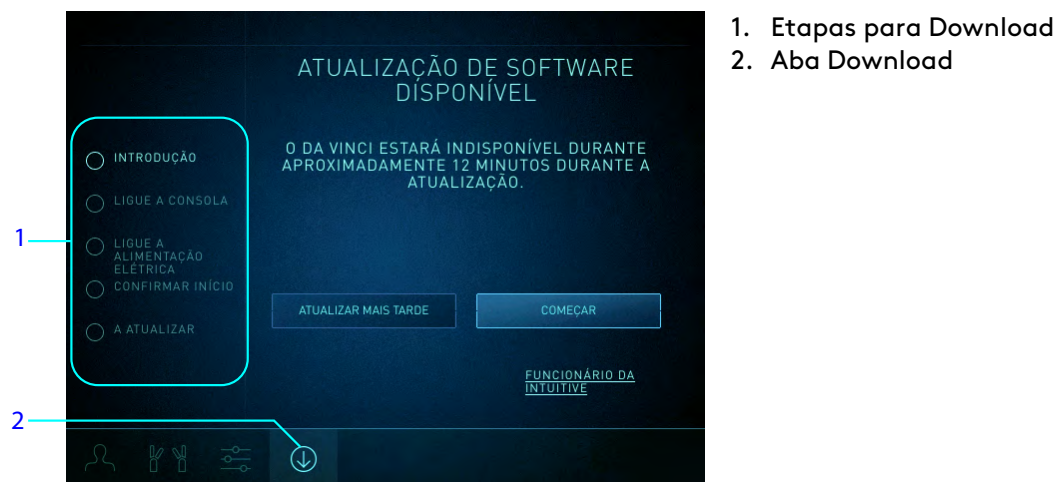 ATUALIZAÇÃO DE SOFTWARE
DISPONÍVEL
O DA VINCI ESTARÁ INDISPONÍVEL DURANTE
APROXIMADAMENTE 12 MINUTOS DURANTE A
ATUALIZAÇÃO.
INTRODUÇÃO
LIGUE A CONSOLA
LIGUE A
ALIMENTAÇÃO
ELÉTRICA
CONFIRMAR INÍCIO
A ATUALIZAR
ATUALIZAR MAIS TARDE
COMEÇAR
FUNCIONÁRIO DA
INTUITIVE
1
2
1. Etapas para Download
2. Aba Download